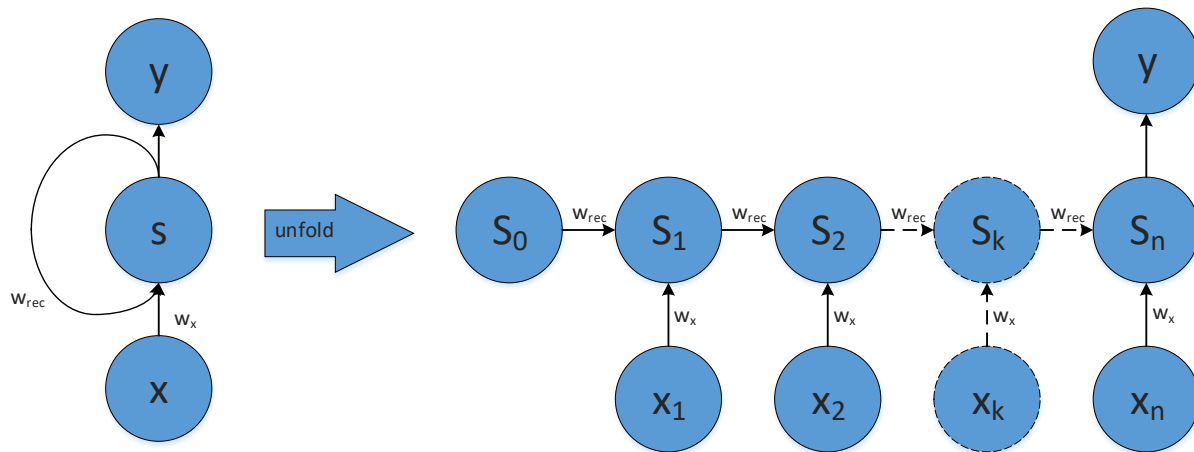 y
s
w_rec
w_x
x
unfold
y
S_0 w_rec S_1 w_rec S_2 w_rec S_k w_rec S_n
w_x w_x w_x w_x
x_1 x_2 x_k x_n